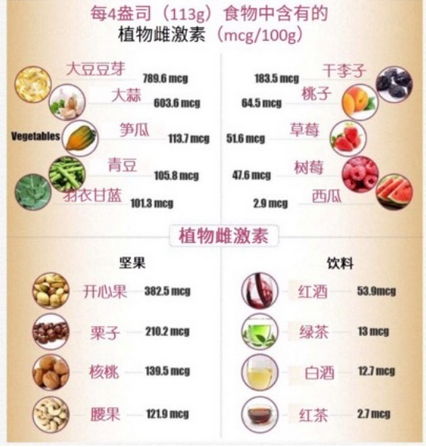 每4盎司（113g）食物中含有的
植物雌激素（mcg/100g）
大豆豆芽 789.6 mcg
183.5 mcg 干李子
大蒜 603.6 mcg
64.5 mcg 桃子
Vegetables 笋瓜 113.7 mcg
51.6 mcg 草莓
青豆 105.8 mcg
47.6 mcg 树莓
羽衣甘蓝 101.3 mcg
2.9 mcg 西瓜
植物雌激素
坚果
开心果 382.5 mcg
栗子 210.2 mcg
核桃 139.5 mcg
腰果 121.9 mcg
饮料
红酒 53.9mcg
绿茶 13 mcg
白酒 12.7 mcg
红茶 2.7 mcg